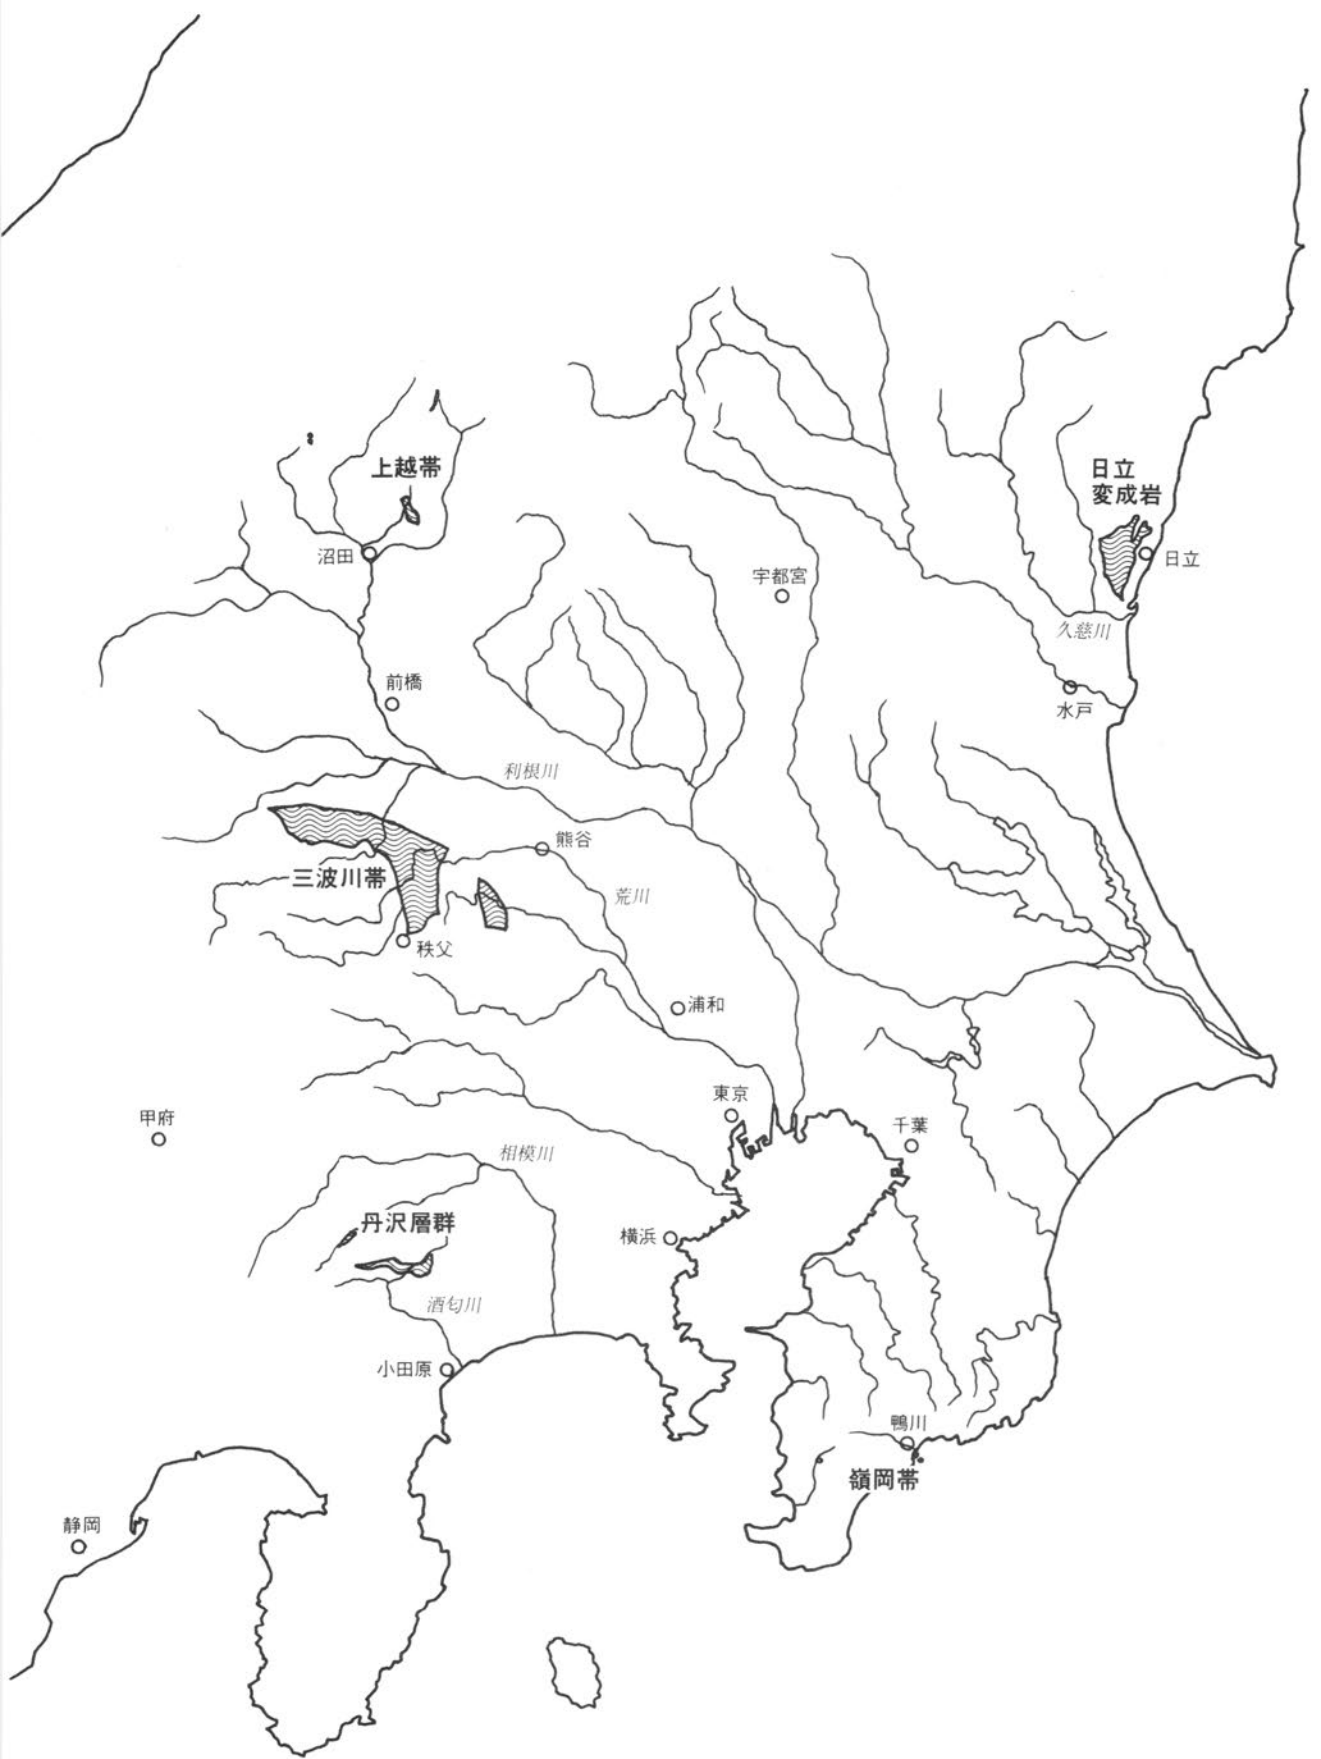 上越帯
日立
変成岩
沼田
日立
宇都宮
久慈川
前橋
水戸
利根川
熊谷
三波川帯
荒川
秩父
浦和
東京
甲府
千葉
相模川
丹沢層群
横浜
酒匂川
小田原
鴨川
嶺岡帯
静岡